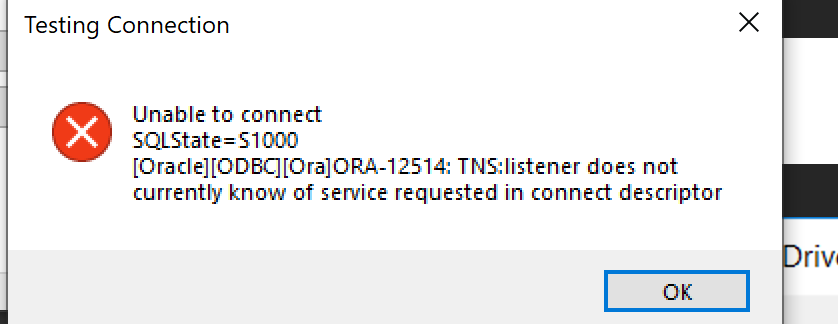 Testing Connection
Unable to connect
SQLState=S1000
[Oracle][ODBC][Ora]ORA-12514: TNS:listener does not
currently know of service requested in connect descriptor
OK